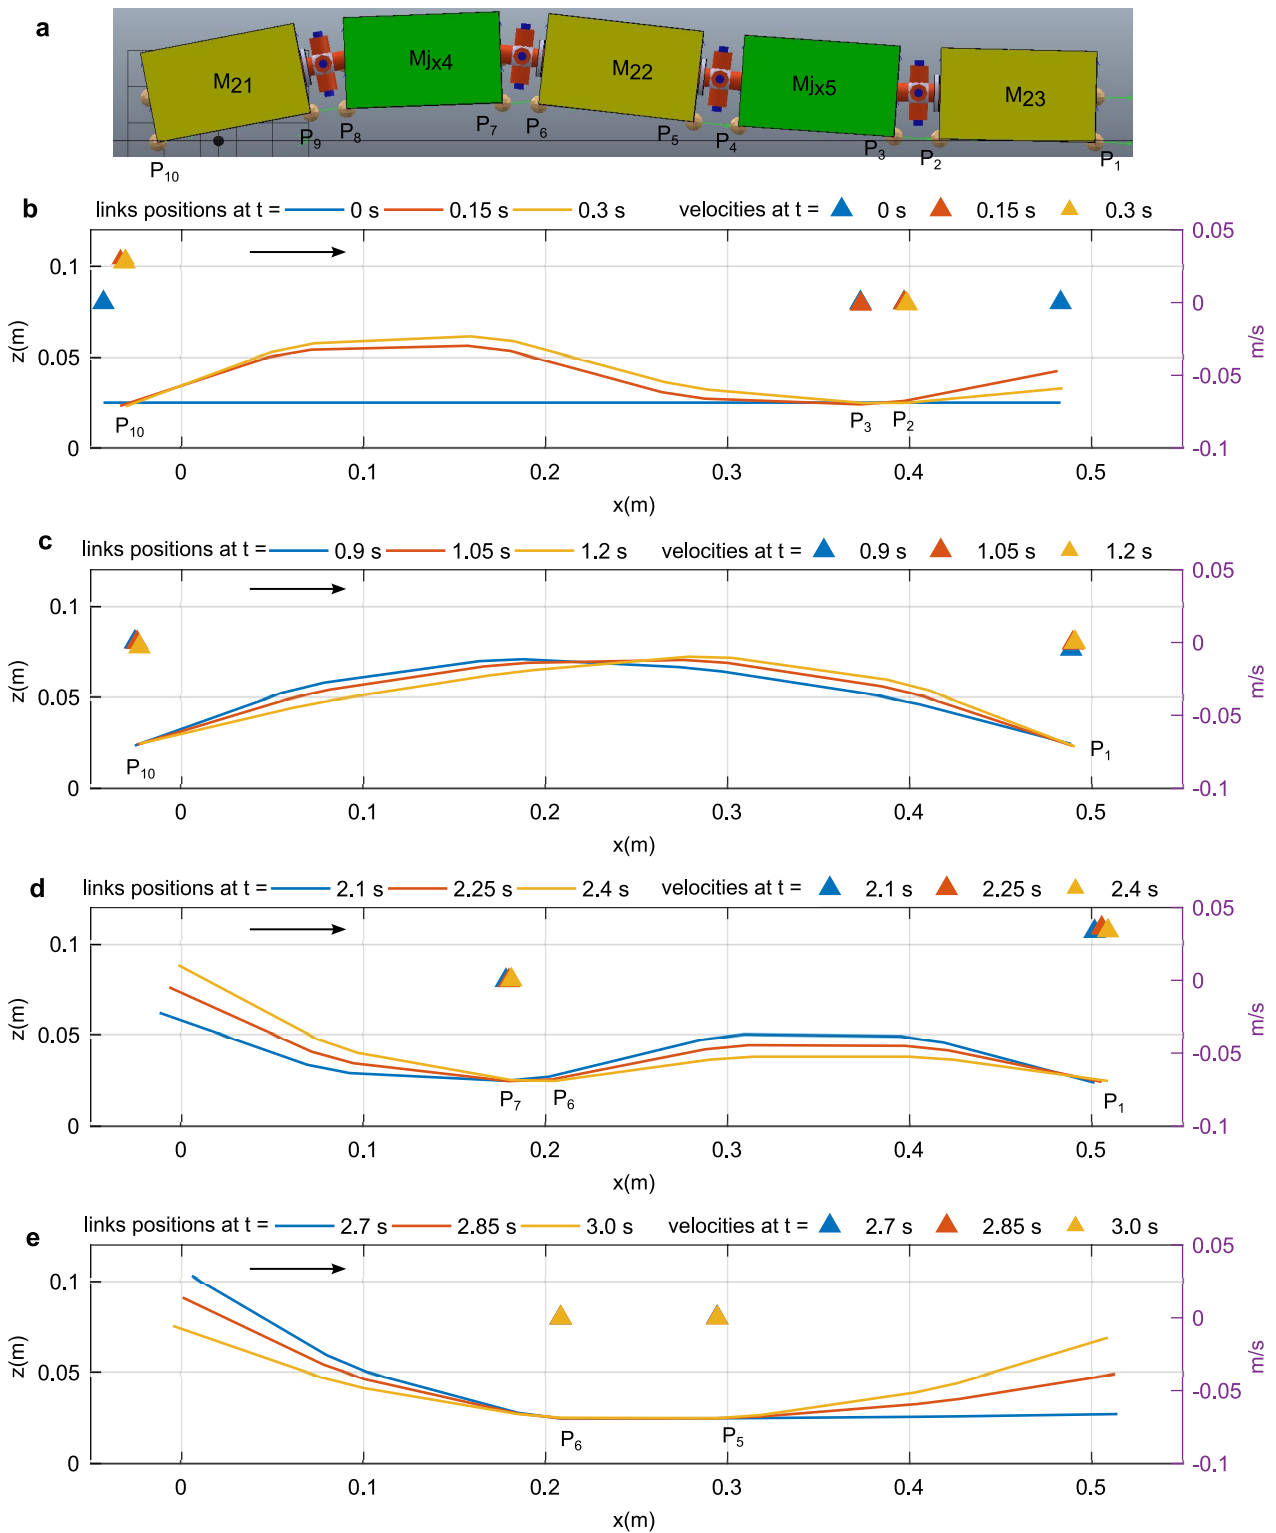 a
M21 Mjx4 M22 Mjx5 M23
P10 P9 P8 P7 P6 P5 P4 P3 P2 P1
b
links positions at t = 0 s 0.15 s 0.3 s velocities at t = 0 s 0.15 s 0.3 s
0.1 0.05 0
z(m)
0.05 0 -0.05 -0.1
m/s
P10 P3 P2
0 0.1 0.2 0.3 0.4 0.5
x(m)
c
links positions at t = 0.9 s 1.05 s 1.2 s velocities at t = 0.9 s 1.05 s 1.2 s
0.1 0.05 0
z(m)
0.05 0 -0.05 -0.1
m/s
P10 P1
0 0.1 0.2 0.3 0.4 0.5
x(m)
d
links positions at t = 2.1 s 2.25 s 2.4 s velocities at t = 2.1 s 2.25 s 2.4 s
0.1 0.05 0
z(m)
0.05 0 -0.05 -0.1
m/s
P7 P6 P1
0 0.1 0.2 0.3 0.4 0.5
x(m)
e
links positions at t = 2.7 s 2.85 s 3.0 s velocities at t = 2.7 s 2.85 s 3.0 s
0.1 0.05 0
z(m)
0.05 0 -0.05 -0.1
m/s
P6 P5
0 0.1 0.2 0.3 0.4 0.5
x(m)